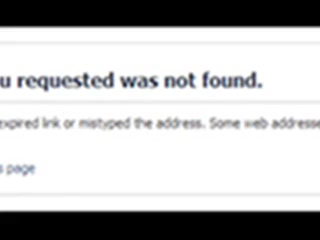 u requested was not found.
expired link or mistyped the address. Some web addresse
s page